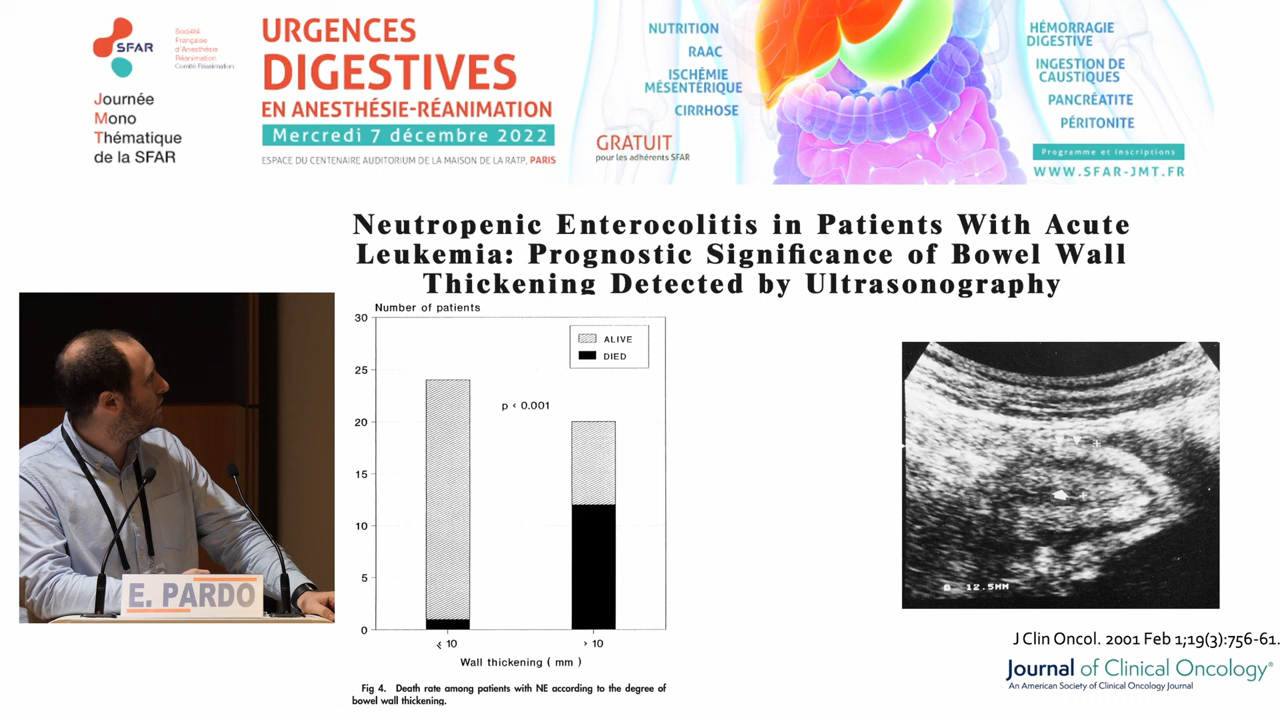 SFAR
Société
Française
d'Anesthésie
Réanimation
Comité Réanimation
Journée
Mono
Thématique
de la SFAR
URGENCES
DIGESTIVES
EN ANESTHÉSIE-RÉANIMATION
Mercredi 7 décembre 2022
ESPACE DU CENTENAIRE AUDITORIUM DE LA MAISON DE LA RATP, PARIS
GRATUIT
pour les adhérents SFAR
NUTRITION
RAAC
ISCHÉMIE
MÉSENTÉRIQUE
CIRRHOSE
HÉMORRAGIE
DIGESTIVE
INGESTION DE
CAUSTIQUES
PANCRÉATITE
PÉRITONITE
Programme et inscriptions
WWW.SFAR-JMT.FR
Neutropenic Enterocolitis in Patients With Acute
Leukemia: Prognostic Significance of Bowel Wall
Thickening Detected by Ultrasonography
E. PARDO
Number of patients
30
25
20
15
10
5
0
ALIVE
DIED
p < 0.001
≤ 10
> 10
Wall thickening ( mm )
Fig 4. Death rate among patients with NE according to the degree of
bowel wall thickening.
12.5MM
J Clin Oncol. 2001 Feb 1;19(3):756-61.
Journal of Clinical Oncology®
An American Society of Clinical Oncology Journal